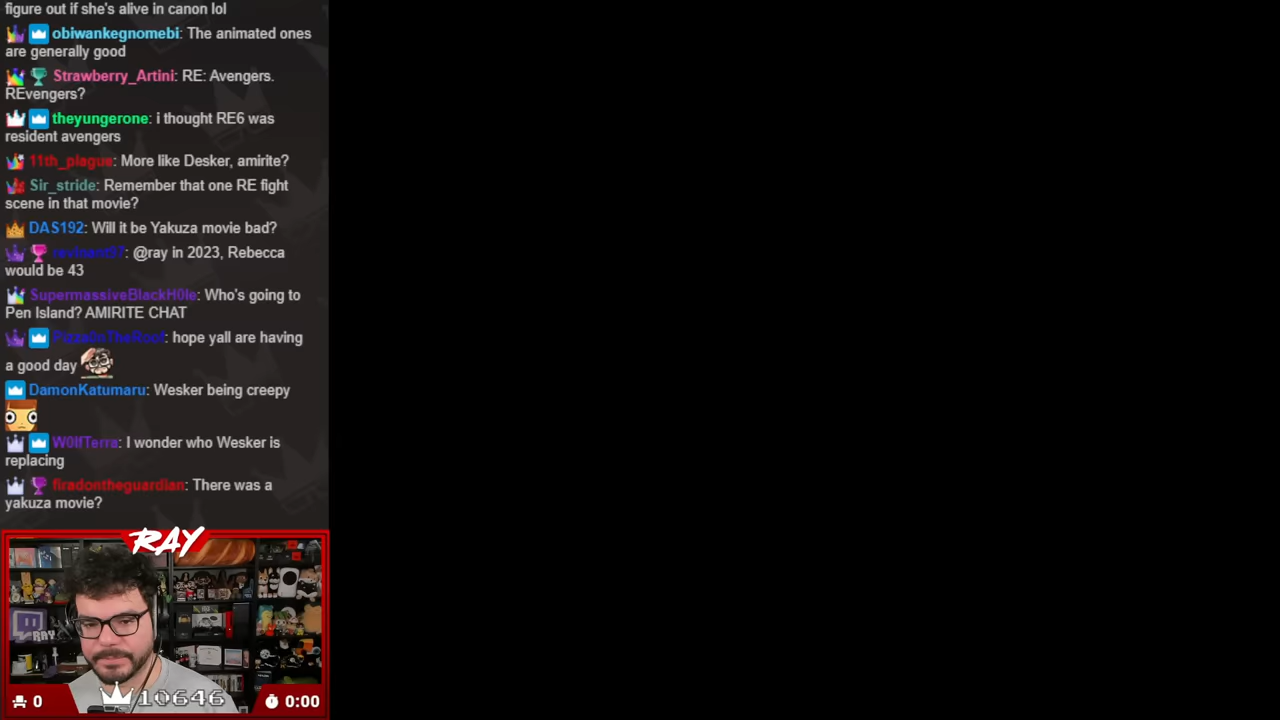 figure out if she's alive in canon lol
obiwankegnomebi: The animated ones
are generally good
Strawberry_Artini: RE: Avengers.
REvengers?
theyungerone: i thought RE6 was
resident avengers
11th_plague: More like Desker, amirite?
Sir_stride: Remember that one RE fight
scene in that movie?
DAS192: Will it be Yakuza movie bad?
: @ray in 2023, Rebecca
would be 43
SupermassiveBlackH0le: Who's going to
Pen Island? AMIRITE CHAT
: hope yall are having
a good day
DamonKatumaru: Wesker being creepy
W0lfTerra: I wonder who Wesker is
replacing
firadontheguardian: There was a
yakuza movie?
RAY
RAY
0
10646
0:00